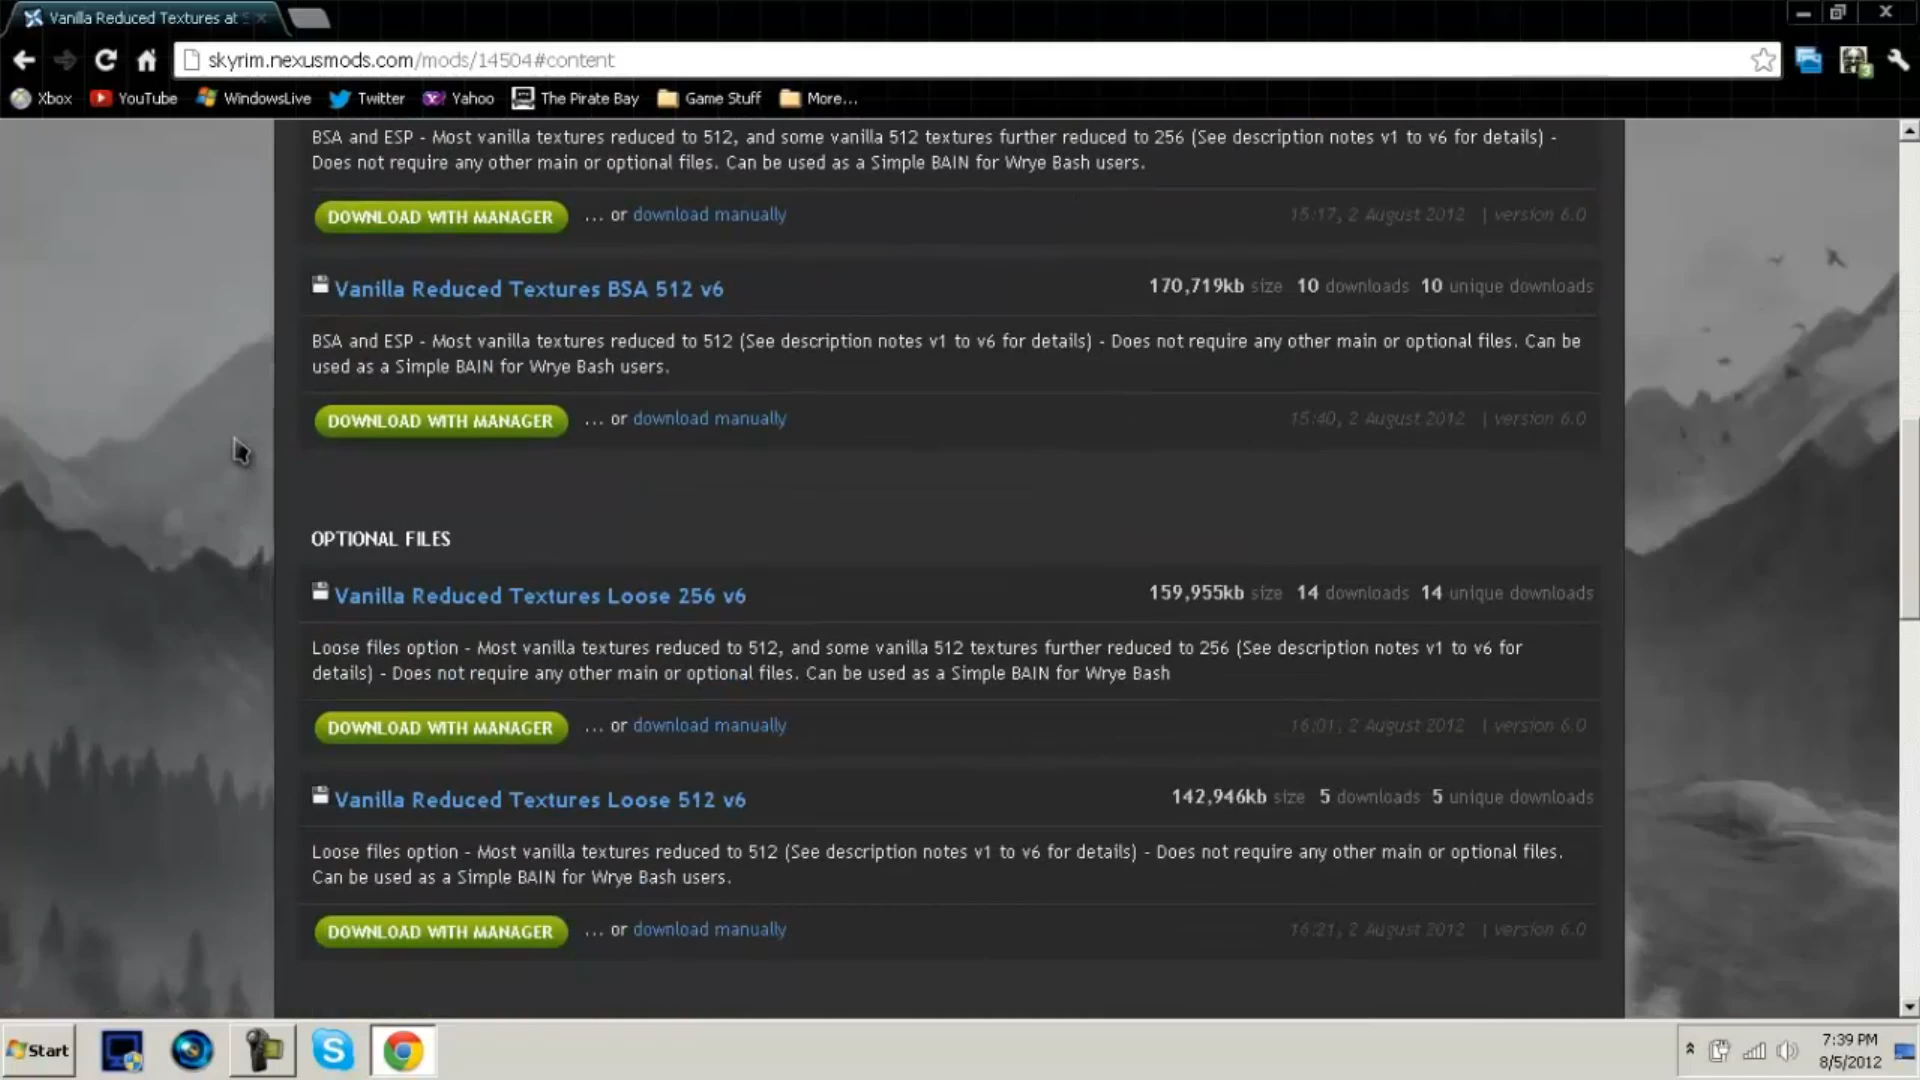 Vanilla Reduced Textures at S
skyrim.nexusmods.com/mods/14504#content
Xbox YouTube WindowsLive Twitter Yahoo The Pirate Bay Game Stuff More...
BSA and ESP - Most vanilla textures reduced to 512, and some vanilla 512 textures further reduced to 256 (See description notes v1 to v6 for details) -
Does not require any other main or optional files. Can be used as a Simple BAIN for Wrye Bash users.
DOWNLOAD WITH MANAGER ... or download manually 15:17, 2 August 2012 | version 6.0
Vanilla Reduced Textures BSA 512 v6 170,719kb size 10 downloads 10 unique downloads
BSA and ESP - Most vanilla textures reduced to 512 (See description notes v1 to v6 for details) - Does not require any other main or optional files. Can be
used as a Simple BAIN for Wrye Bash users.
DOWNLOAD WITH MANAGER ... or download manually 15:40, 2 August 2012 | version 6.0
OPTIONAL FILES
Vanilla Reduced Textures Loose 256 v6 159,955kb size 14 downloads 14 unique downloads
Loose files option - Most vanilla textures reduced to 512, and some vanilla 512 textures further reduced to 256 (See description notes v1 to v6 for
details) - Does not require any other main or optional files. Can be used as a Simple BAIN for Wrye Bash
DOWNLOAD WITH MANAGER ... or download manually 16:01, 2 August 2012 | version 6.0
Vanilla Reduced Textures Loose 512 v6 142,946kb size 5 downloads 5 unique downloads
Loose files option - Most vanilla textures reduced to 512 (See description notes v1 to v6 for details) - Does not require any other main or optional files.
Can be used as a Simple BAIN for Wrye Bash users.
DOWNLOAD WITH MANAGER ... or download manually 16:21, 2 August 2012 | version 6.0
Start 7:39 PM
8/5/2012